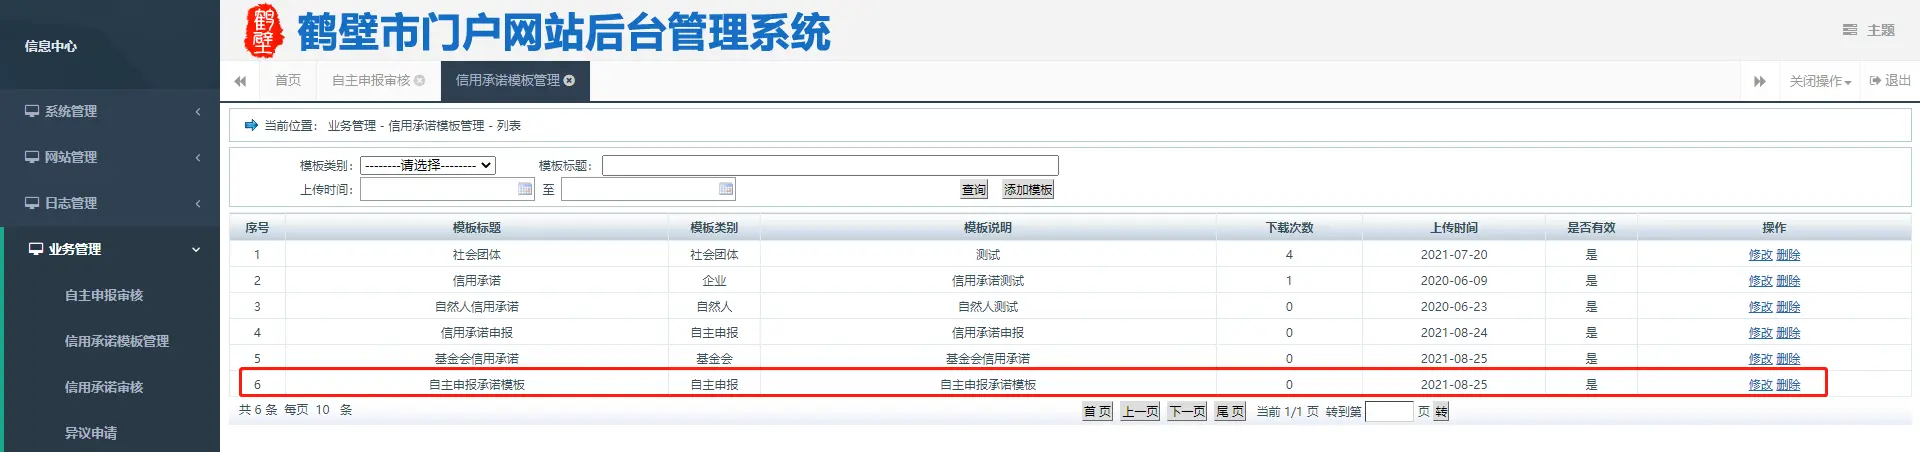 信息中心
鹤壁
鹤壁市门户网站后台管理系统
主题
首页 自主申报审核 信用承诺模板管理 关闭操作 退出
系统管理
网站管理
日志管理
业务管理
自主申报审核
信用承诺模板管理
信用承诺审核
异议申请
当前位置： 业务管理 - 信用承诺模板管理 - 列表
模板类别： --------请选择-------- 模板标题：
上传时间： 至 查询 添加模板
序号 模板标题 模板类别 模板说明 下载次数 上传时间 是否有效 操作
1 社会团体 社会团体 测试 4 2021-07-20 是 修改 删除
2 信用承诺 企业 信用承诺测试 1 2020-06-09 是 修改 删除
3 自然人信用承诺 自然人 自然人测试 0 2020-06-23 是 修改 删除
4 信用承诺申报 自主申报 信用承诺申报 0 2021-08-24 是 修改 删除
5 基金会信用承诺 基金会 基金会信用承诺 0 2021-08-25 是 修改 删除
6 自主申报承诺模板 自主申报 自主申报承诺模板 0 2021-08-25 是 修改 删除
共 6 条 每页 10 条 首 页 上一页 下一页 尾 页 当前 1/1 页 转到第 页 转